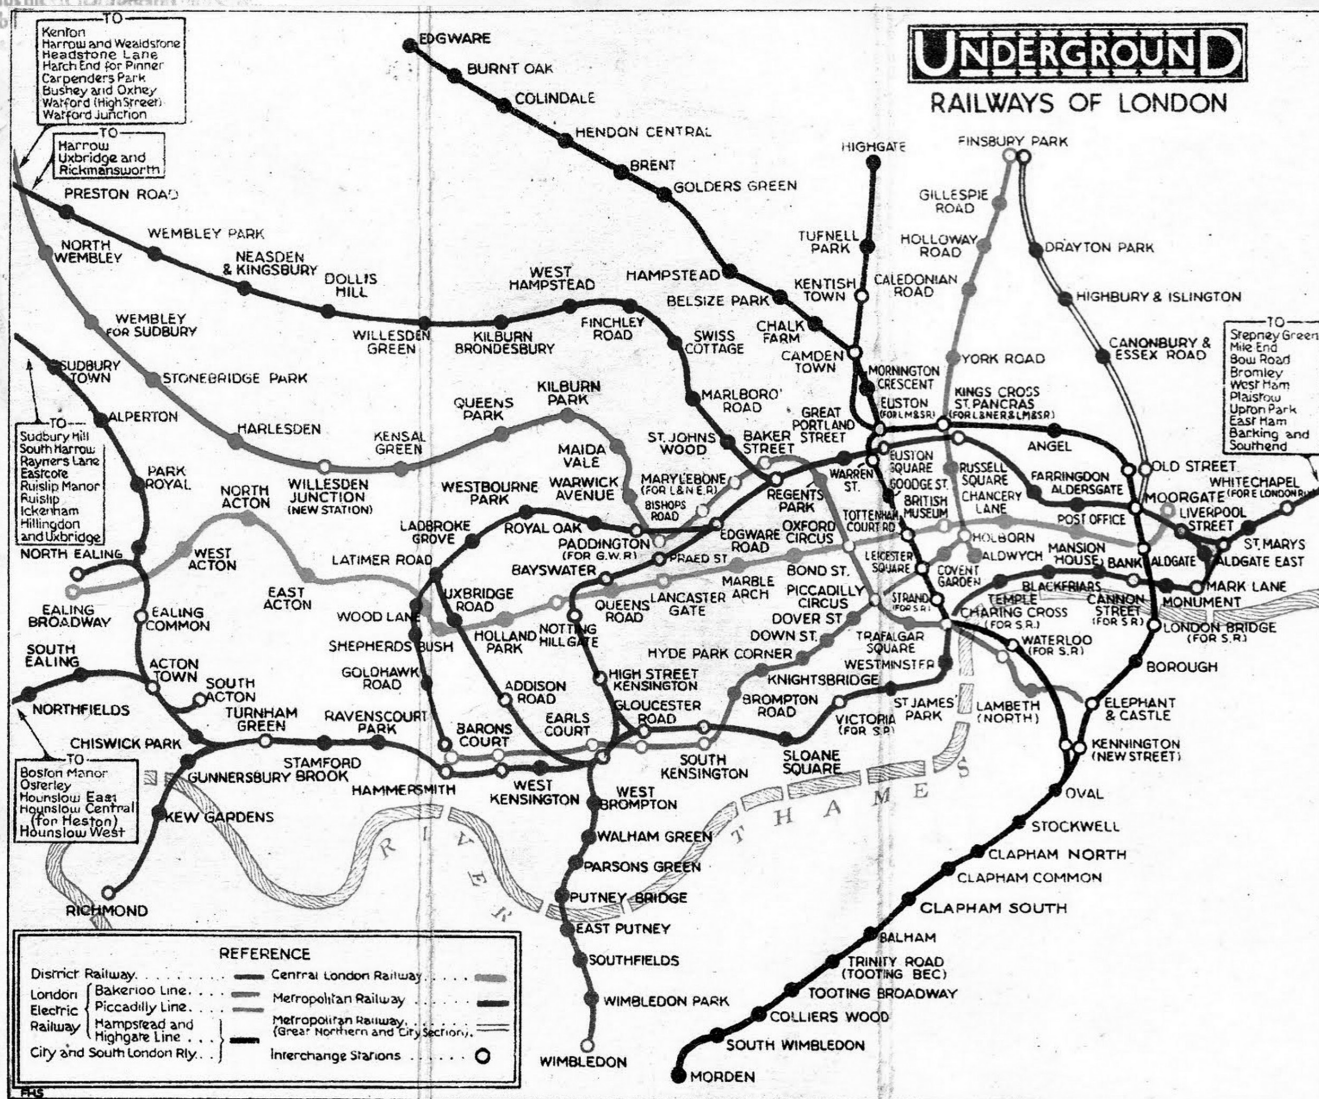 UNDERGROUND
RAILWAYS OF LONDON
TO
Kenton
Harrow and Wealdstone
Headstone Lane
Hatch End for Pinner
Carpenders Park
Bushey and Oxhey
Watford (High Street)
Watford Junction
TO
Harrow
Uxbridge and
Rickmansworth
PRESTON ROAD
NORTH
WEMBLEY
WEMBLEY PARK
NEASDEN
& KINGSBURY
DOLLIS
HILL
WILLESDEN
GREEN
KILBURN
BRONDESBURY
WEST
HAMPSTEAD
FINCHLEY
ROAD
SWISS
COTTAGE
MARLBORO'
ROAD
ST. JOHNS
WOOD
EDGWARE
BURNT OAK
COLINDALE
HENDON CENTRAL
BRENT
GOLDERS GREEN
HAMPSTEAD
BELSIZE PARK
CHALK
FARM
CAMDEN
TOWN
HIGHGATE
TUFNELL
PARK
KENTISH
TOWN
MORNINGTON
CRESCENT
EUSTON
(FOR L M & S R)
FINSBURY PARK
GILLESPIE
ROAD
HOLLOWAY
ROAD
CALEDONIAN
ROAD
YORK ROAD
KINGS CROSS
ST. PANCRAS
(FOR L & N E R & L M & S R)
DRAYTON PARK
HIGHBURY & ISLINGTON
CANONBURY &
ESSEX ROAD
OLD STREET
ANGEL
TO
Stepney Green
Mile End
Bow Road
Bromley
West Ham
Plaistow
Upton Park
East Ham
Barking and
Southend
WHITECHAPEL
(FOR E LONDON RLY)
WEMBLEY
FOR SUDBURY
STONEBRIDGE PARK
HARLESDEN
WILLESDEN
JUNCTION
(NEW STATION)
KENSAL
GREEN
QUEENS
PARK
KILBURN
PARK
MAIDA
VALE
WARWICK
AVENUE
SUDBURY
TOWN
ALPERTON
PARK
ROYAL
TO
Sudbury Hill
South Harrow
Rayners Lane
Eastcote
Ruislip Manor
Ruislip
Ickenham
Hillingdon
and Uxbridge
NORTH EALING
EALING
BROADWAY
EALING
COMMON
SOUTH
EALING
NORTHFIELDS
ACTON
TOWN
SOUTH
ACTON
CHISWICK PARK
TURNHAM
GREEN
GUNNERSBURY
KEW GARDENS
RICHMOND
STAMFORD
BROOK
RAVENSCOURT
PARK
HAMMERSMITH
BARONS
COURT
WEST
KENSINGTON
EARLS
COURT
TO
Boston Manor
Osterley
Hounslow East
Hounslow Central
(for Heston)
Hounslow West
NORTH
ACTON
WEST
ACTON
EAST
ACTON
WOOD LANE
SHEPHERDS BUSH
GOLDHAWK
ROAD
LATIMER ROAD
LADBROKE
GROVE
WESTBOURNE
PARK
ROYAL OAK
UXBRIDGE
ROAD
ADDISON
ROAD
HOLLAND
PARK
NOTTING
HILL GATE
QUEENS
ROAD
LANCASTER
GATE
MARBLE
ARCH
BOND ST.
OXFORD
CIRCUS
BAYSWATER
PADDINGTON
(FOR G.W.R)
PRAED ST
BISHOPS
ROAD
EDGWARE
ROAD
MARYLEBONE
(FOR L & N E R)
BAKER
STREET
GREAT
PORTLAND
STREET
REGENTS
PARK
WARREN
ST.
EUSTON
SQUARE
GOODGE ST.
BRITISH
MUSEUM
TOTTENHAM
COURT RD
RUSSELL
SQUARE
CHANCERY
LANE
HOLBORN
ALDWYCH
FARRINGDON
ALDERSGATE
POST OFFICE
MOORGATE
LIVERPOOL
STREET
ST. MARYS
ALDGATE
ALDGATE EAST
BANK
MANSION
HOUSE
MARK LANE
MONUMENT
CANNON
STREET
(FOR S.R.)
BLACKFRIARS
TEMPLE
CHARING CROSS
(FOR S.R.)
STRAND
(FOR S.R)
LEICESTER
SQUARE
COVENT
GARDEN
PICCADILLY
CIRCUS
DOVER ST
DOWN ST.
HYDE PARK CORNER
KNIGHTSBRIDGE
BROMPTON
ROAD
TRAFALGAR
SQUARE
WESTMINSTER
ST JAMES'
PARK
VICTORIA
(FOR S.R)
SLOANE
SQUARE
SOUTH
KENSINGTON
GLOUCESTER
ROAD
HIGH STREET
KENSINGTON
WATERLOO
(FOR S.R)
LAMBETH
(NORTH)
ELEPHANT
& CASTLE
LONDON BRIDGE
(FOR S.R.)
BOROUGH
KENNINGTON
(NEW STREET)
OVAL
STOCKWELL
CLAPHAM NORTH
CLAPHAM COMMON
CLAPHAM SOUTH
BALHAM
TRINITY ROAD
(TOOTING BEC)
TOOTING BROADWAY
COLLIERS WOOD
SOUTH WIMBLEDON
MORDEN
WEST
BROMPTON
WALHAM GREEN
PARSONS GREEN
PUTNEY BRIDGE
EAST PUTNEY
SOUTHFIELDS
WIMBLEDON PARK
WIMBLEDON
RIVER THAMES
REFERENCE
District Railway
London Electric Railway
Bakerloo Line
Piccadilly Line
Hampstead and
Highgate Line
City and South London Rly.
Central London Railway
Metropolitan Railway
Metropolitan Railway
(Great Northern and City Section)
Interchange Stations
FHS